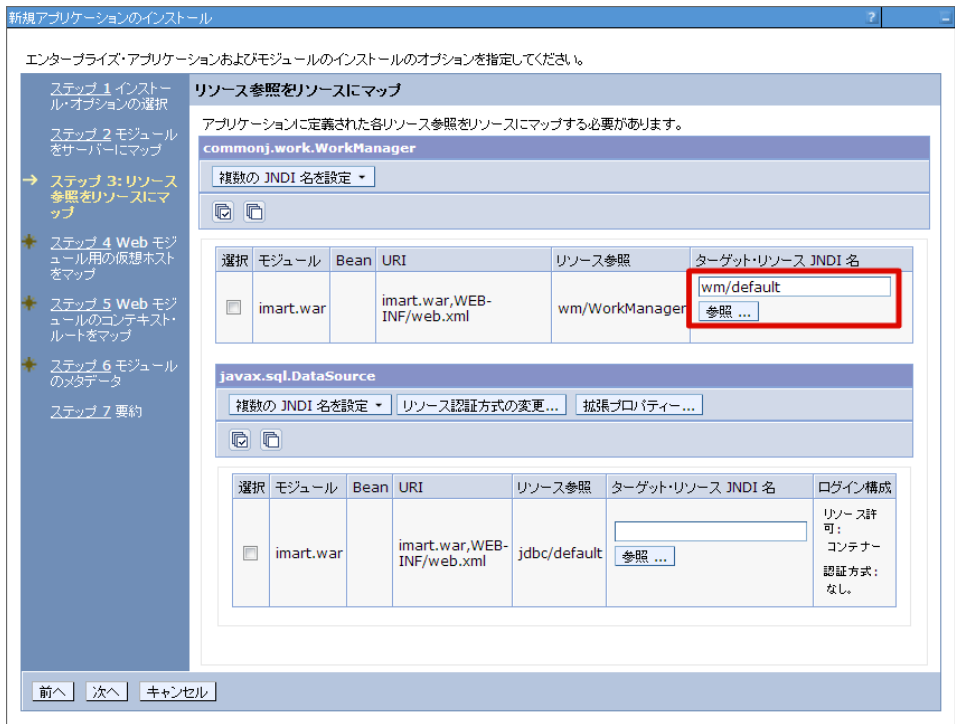 新規アプリケーションのインストール
?
エンタープライズ・アプリケーションおよびモジュールのインストールのオプションを指定してください。
ステップ 1 インストー
ル・オプションの選択
ステップ 2 モジュール
をサーバーにマップ
→ ステップ 3: リソース
参照をリソースにマ
ップ
ステップ 4 Web モジ
ュール用の仮想ホスト
をマップ
ステップ 5 Web モジ
ュールのコンテキスト・
ルートをマップ
ステップ 6 モジュール
のメタデータ
ステップ 7 要約
リソース参照をリソースにマップ
アプリケーションに定義された各リソース参照をリソースにマップする必要があります。
commonj.work.WorkManager
複数の JNDI 名を設定
選択 モジュール Bean URI リソース参照 ターゲット・リソース JNDI 名
imart.war
imart.war,WEB-
INF/web.xml
wm/WorkManager
wm/default
参照 ...
javax.sql.DataSource
複数の JNDI 名を設定 リソース認証方式の変更... 拡張プロパティー...
選択 モジュール Bean URI リソース参照 ターゲット・リソース JNDI 名 ログイン構成
imart.war
imart.war,WEB-
INF/web.xml
jdbc/default
参照 ...
リソース許
可:
コンテナー
認証方式:
なし。
前へ 次へ キャンセル